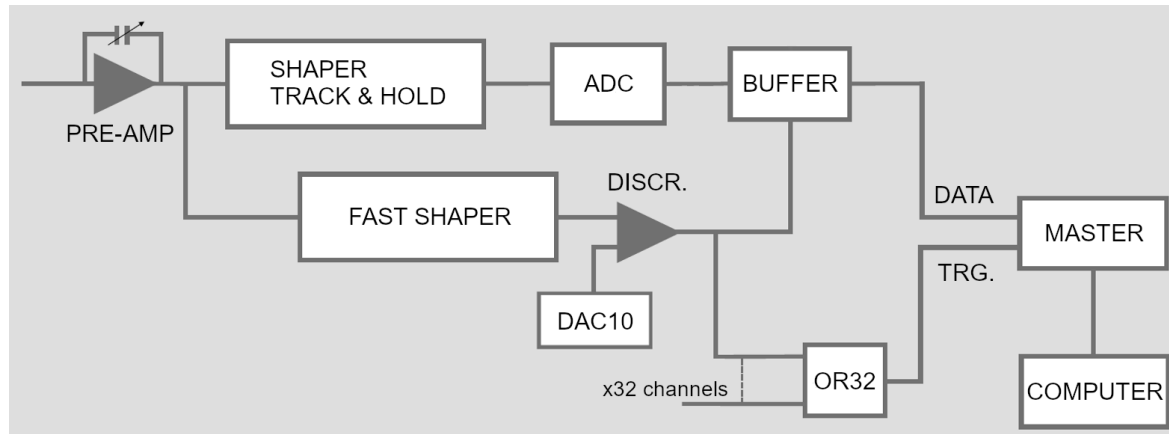 SHAPER
TRACK & HOLD
ADC
BUFFER
PRE-AMP
DISCR.
DATA
FAST SHAPER
MASTER
TRG.
DAC10
OR32
x32 channels
COMPUTER